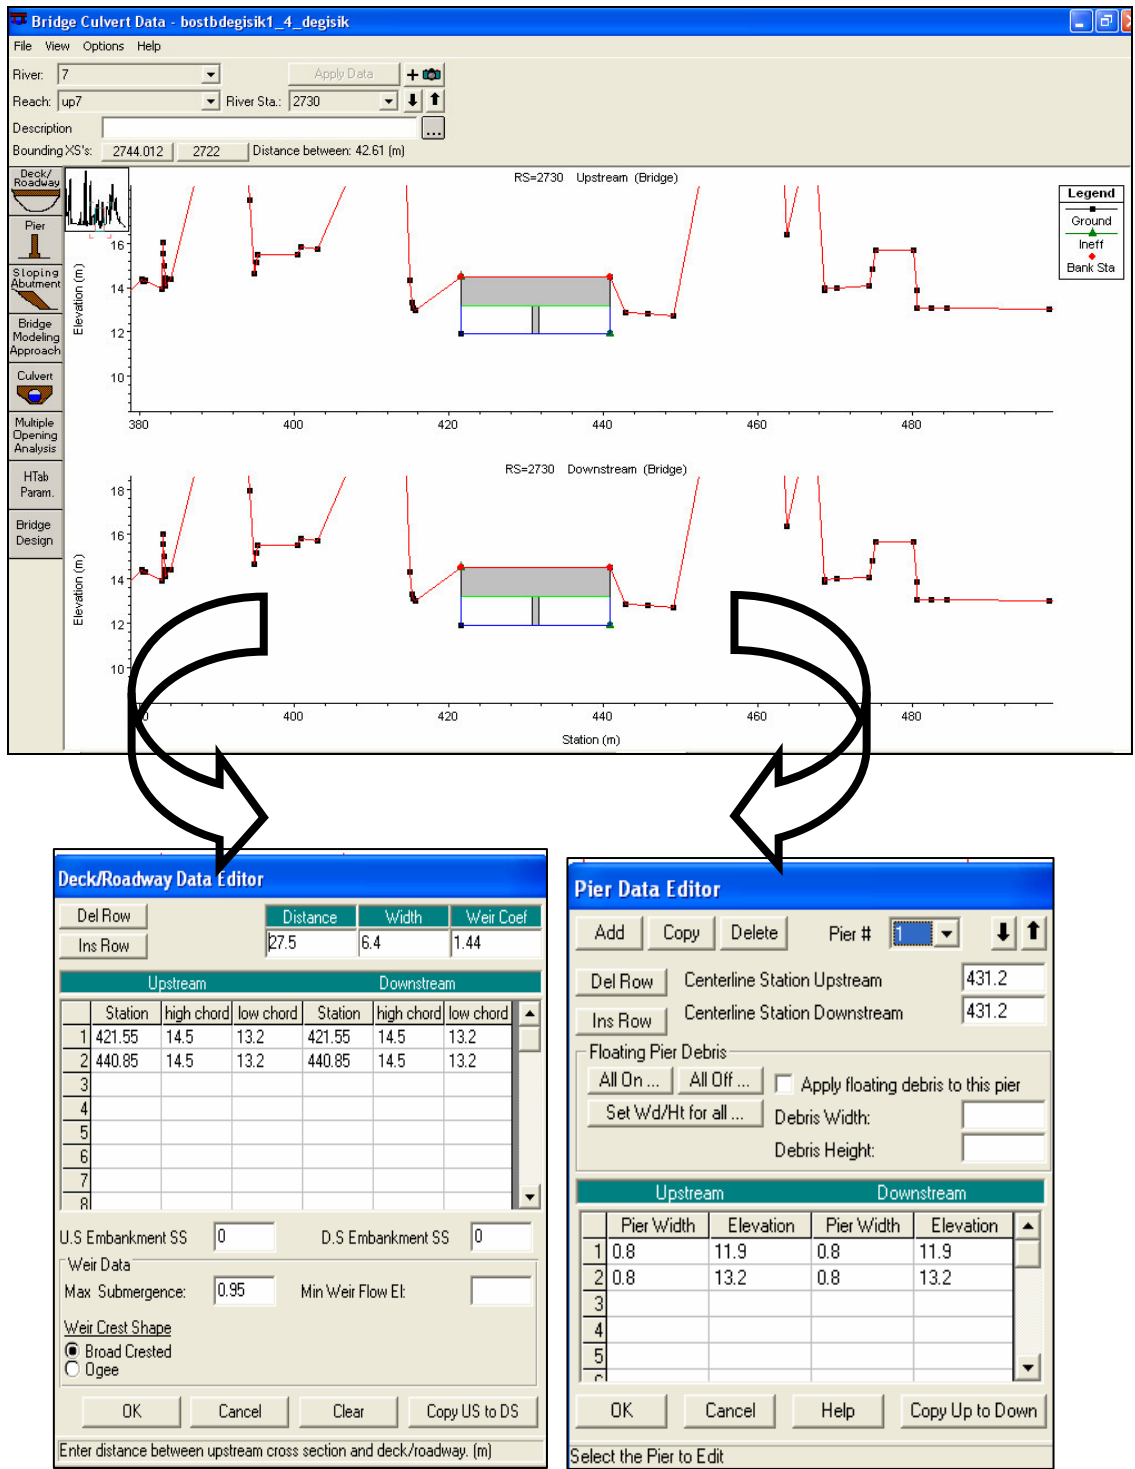 Bridge Culvert Data - bostbdegisik1_4_degisik
File View Options Help
River: 7 Apply Data +
Reach: up7 River Sta.: 2730
Description ...
Bounding XS's: 2744.012 2722 Distance between: 42.61 (m)
Deck/
Roadway
Pier
Sloping
Abutment
Bridge
Modeling
Approach
Culvert
Multiple
Opening
Analysis
HTab
Param.
Bridge
Design
RS=2730 Upstream (Bridge)
Legend
Ground
Ineff
Bank Sta
Elevation (m)
16
14
12
10
380 400 420 440 460 480
RS=2730 Downstream (Bridge)
Elevation (m)
18
16
14
12
10
400 420 440 460 480
Station (m)
Deck/Roadway Data Editor
Del Row Distance Width Weir Coef
Ins Row 27.5 6.4 1.44
Upstream Downstream
Station high chord low chord Station high chord low chord
1 421.55 14.5 13.2 421.55 14.5 13.2
2 440.85 14.5 13.2 440.85 14.5 13.2
3
4
5
6
7
8
U.S Embankment SS 0 D.S Embankment SS 0
Weir Data
Max Submergence: 0.95 Min Weir Flow El:
Weir Crest Shape
Broad Crested
Ogee
OK Cancel Clear Copy US to DS
Enter distance between upstream cross section and deck/roadway. (m)
Pier Data Editor
Add Copy Delete Pier # 1
Del Row Centerline Station Upstream 431.2
Ins Row Centerline Station Downstream 431.2
Floating Pier Debris
All On ... All Off ... Apply floating debris to this pier
Set Wd/Ht for all ... Debris Width:
Debris Height:
Upstream Downstream
Pier Width Elevation Pier Width Elevation
1 0.8 11.9 0.8 11.9
2 0.8 13.2 0.8 13.2
3
4
5
OK Cancel Help Copy Up to Down
Select the Pier to Edit